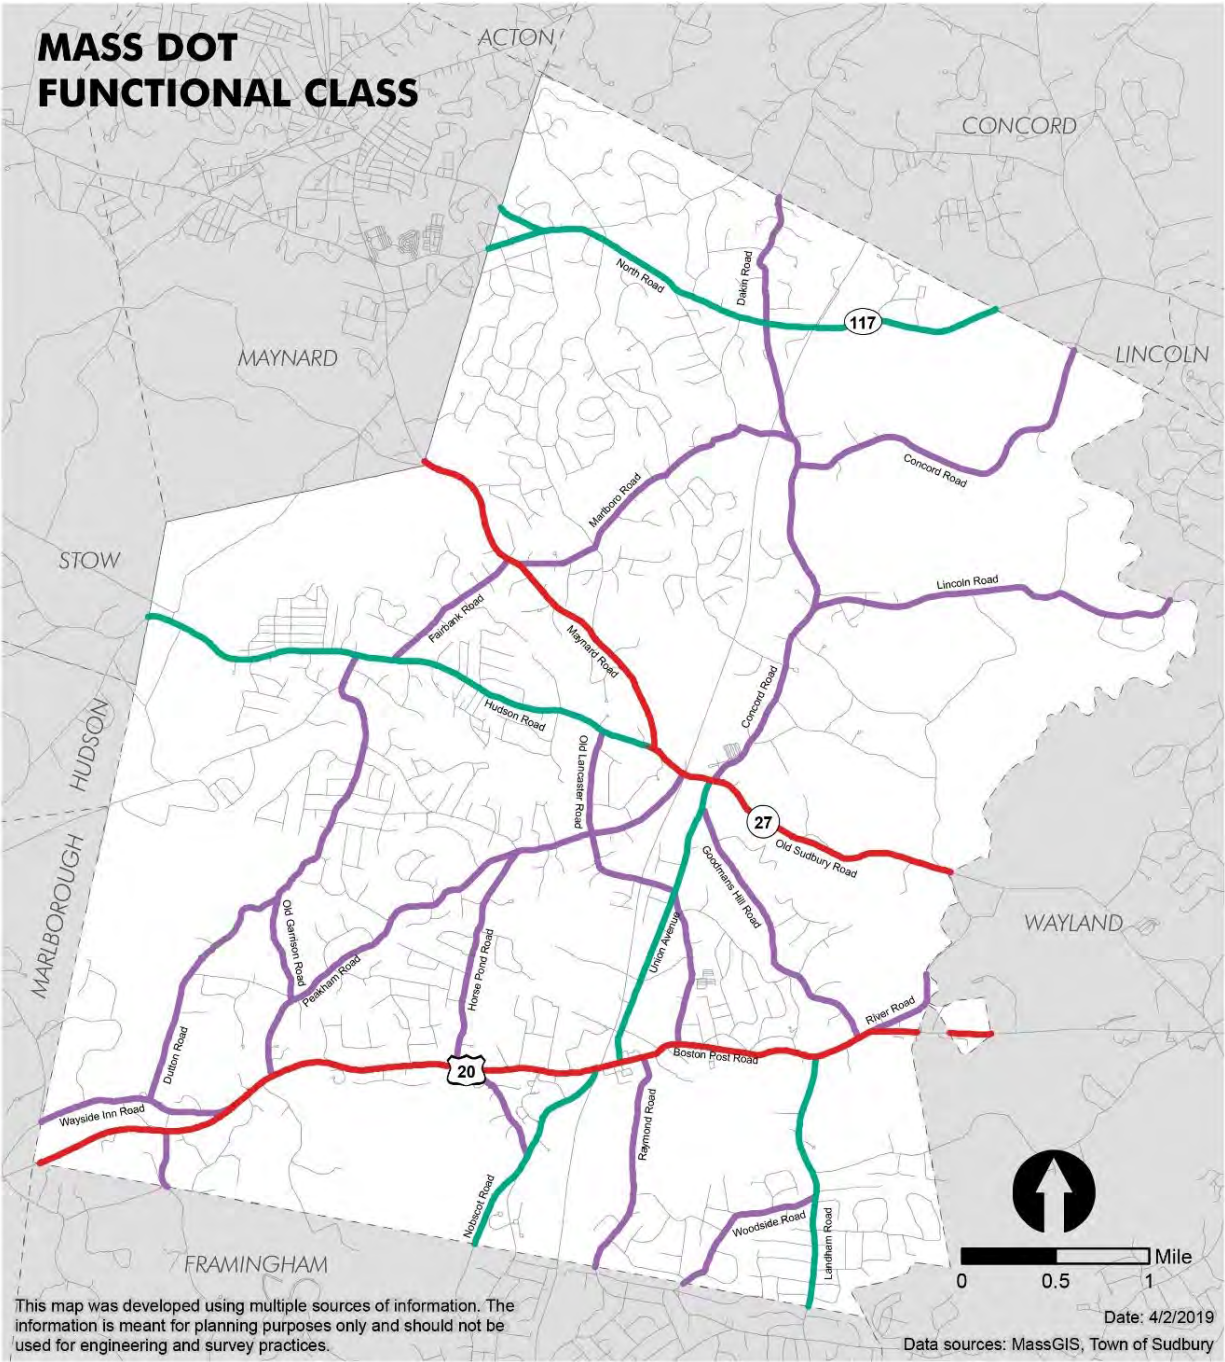 MASS DOT
FUNCTIONAL CLASS
ACTON
CONCORD
North Road
Dakin Road
117
MAYNARD
LINCOLN
Concord Road
Marlboro Road
STOW
Lincoln Road
Fairbank Road
Maynard Road
Concord Road
Hudson Road
HUDSON
Old Lancaster Road
27
Old Sudbury Road
MARLBOROUGH
Goodmans Hill Road
Old Garrison Road
WAYLAND
Union Avenue
Horse Pond Road
Peakham Road
River Road
Dutton Road
Boston Post Road
20
Wayside Inn Road
Raymond Road
Nobscot Road
Woodside Road
Landham Road
FRAMINGHAM
Mile
0 0.5 1
This map was developed using multiple sources of information. The
information is meant for planning purposes only and should not be
used for engineering and survey practices.
Date: 4/2/2019
Data sources: MassGIS, Town of Sudbury